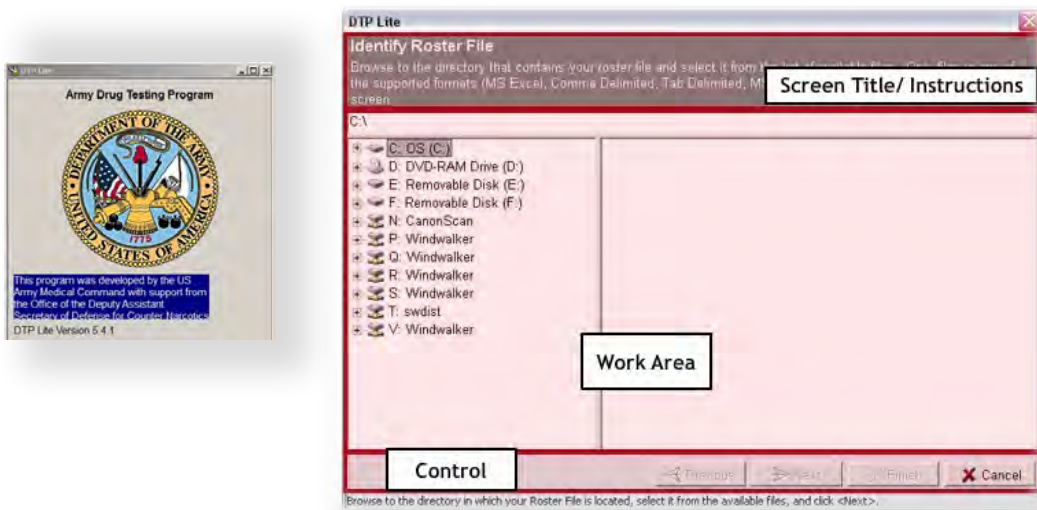 DTP Lite
Army Drug Testing Program
DEPARTMENT OF THE ARMY
1775
UNITED STATES OF AMERICA
This program was developed by the US
Army Medical Command with support from
the Office of the Deputy Assistant
Secretary of Defense for Counter Narcotics
DTP Lite Version 5.4.1
DTP Lite
Identify Roster File
Browse to the directory that contains your roster file and select it from
the supported formats (MS Excel, Comma Delimited, Tab Delimited,
screen
Screen Title/ Instructions
C:\
C: OS (C:)
D: DVD-RAM Drive (D:)
E: Removable Disk (E:)
F: Removable Disk (F:)
N: CanonScan
P: Windwalker
Q: Windwalker
R: Windwalker
S: Windwalker
T: swdist
V: Windwalker
Work Area
Control
Previous
Next
Finish
Cancel
Browse to the directory in which your Roster File is located, select it from the available files, and click <Next>.